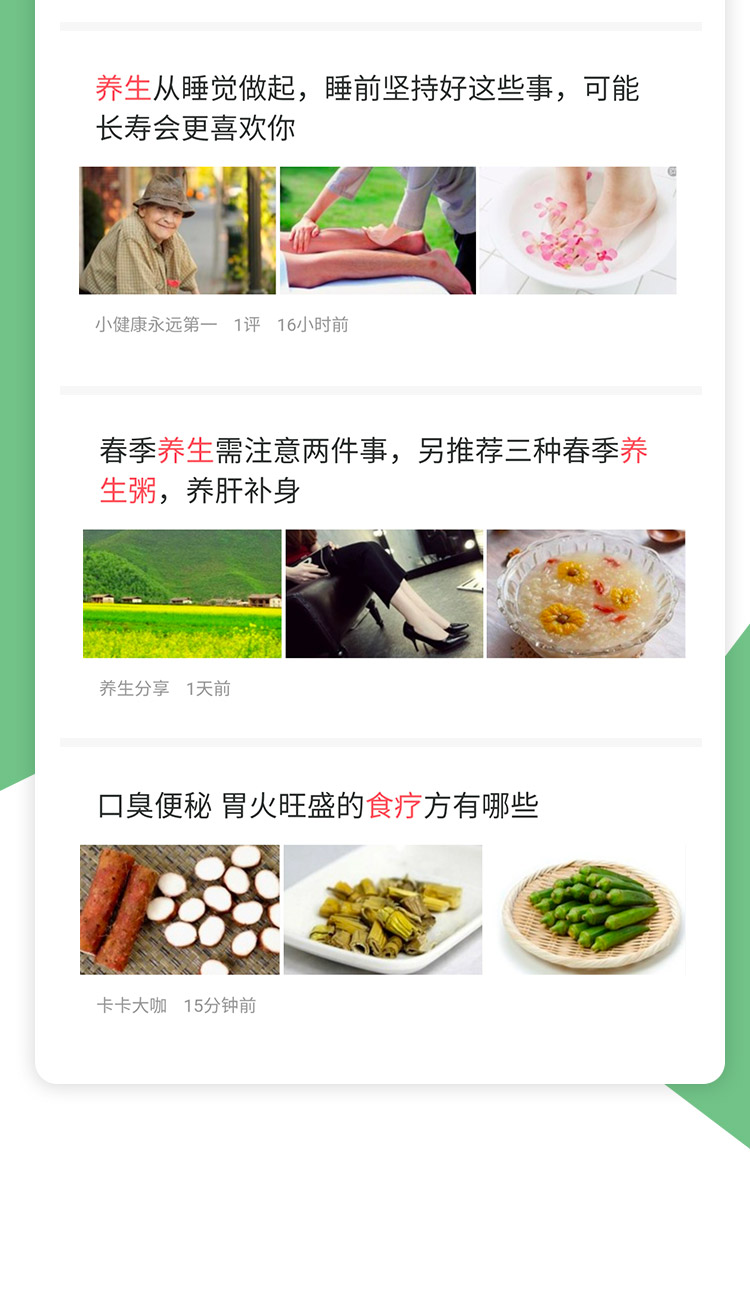 养生从睡觉做起，睡前坚持好这些事，可能
长寿会更喜欢你
小健康永远第一 1评 16小时前
春季养生需注意两件事，另推荐三种春季养
生粥，养肝补身
养生分享 1天前
口臭便秘 胃火旺盛的食疗方有哪些
卡卡大咖 15分钟前